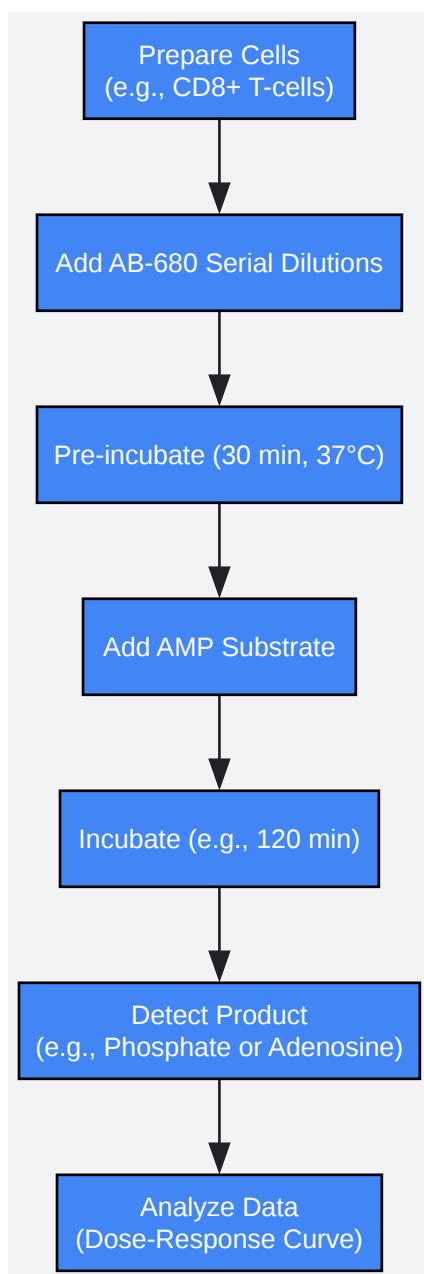 Prepare Cells
(e.g., CD8+ T-cells)
Add AB-680 Serial Dilutions
Pre-incubate (30 min, 37°C)
Add AMP Substrate
Incubate (e.g., 120 min)
Detect Product
(e.g., Phosphate or Adenosine)
Analyze Data
(Dose-Response Curve)